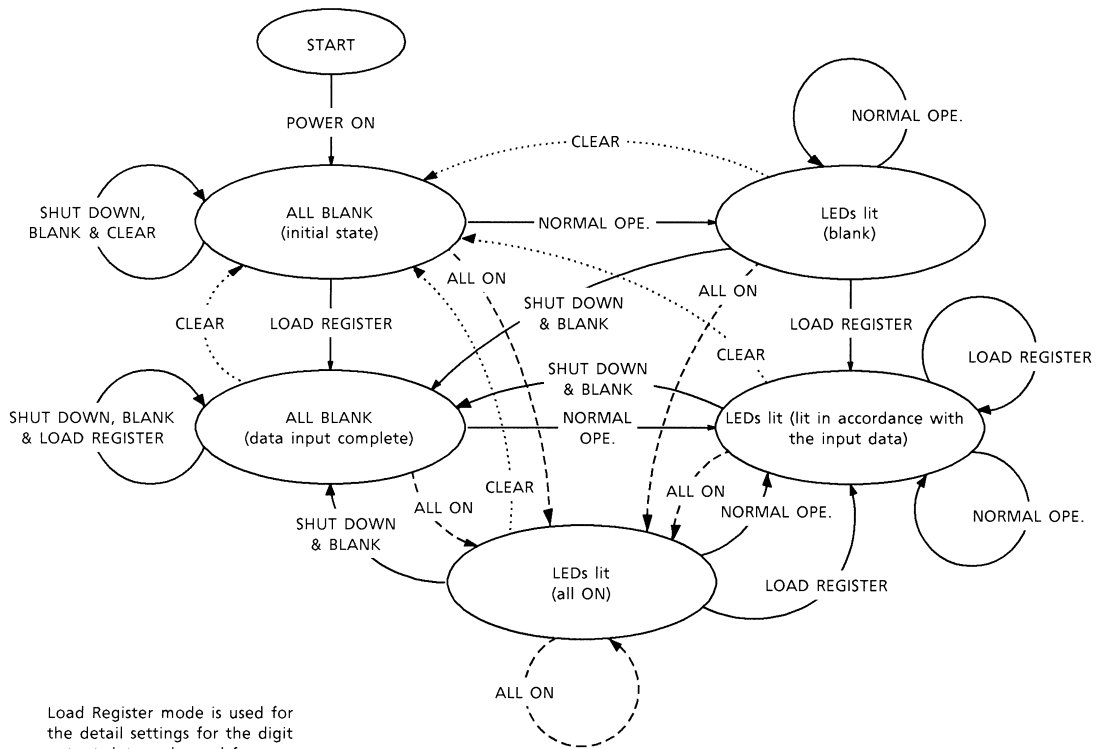 START
POWER ON
NORMAL OPE.
CLEAR
SHUT DOWN,
BLANK & CLEAR
ALL BLANK
(initial state)
NORMAL OPE.
LEDs lit
(blank)
ALL ON
ALL ON
SHUT DOWN
& BLANK
CLEAR
LOAD REGISTER
LOAD REGISTER
CLEAR
LOAD REGISTER
SHUT DOWN
& BLANK
SHUT DOWN, BLANK
& LOAD REGISTER
ALL BLANK
(data input complete)
NORMAL
OPE.
LEDs lit (lit in accordance with
the input data)
CLEAR
ALL ON
ALL ON
NORMAL OPE.
NORMAL OPE.
SHUT DOWN
& BLANK
LEDs lit
(all ON)
LOAD REGISTER
ALL ON
Load Register mode is used for
the detail settings for the digit